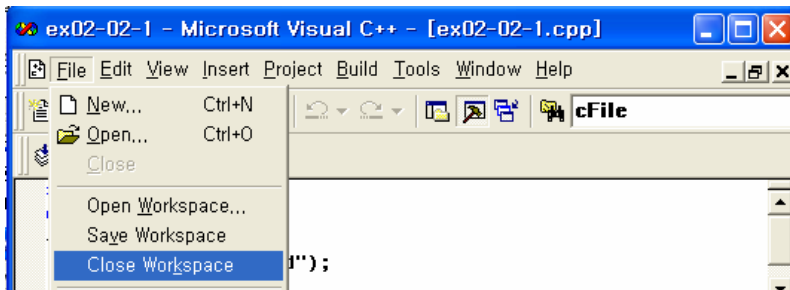 ex02-02-1 - Microsoft Visual C++ - [ex02-02-1.cpp]
File Edit View Insert Project Build Tools Window Help
New... Ctrl+N
cFile
Open... Ctrl+O
Close
Open Workspace...
Save Workspace
Close Workspace
");